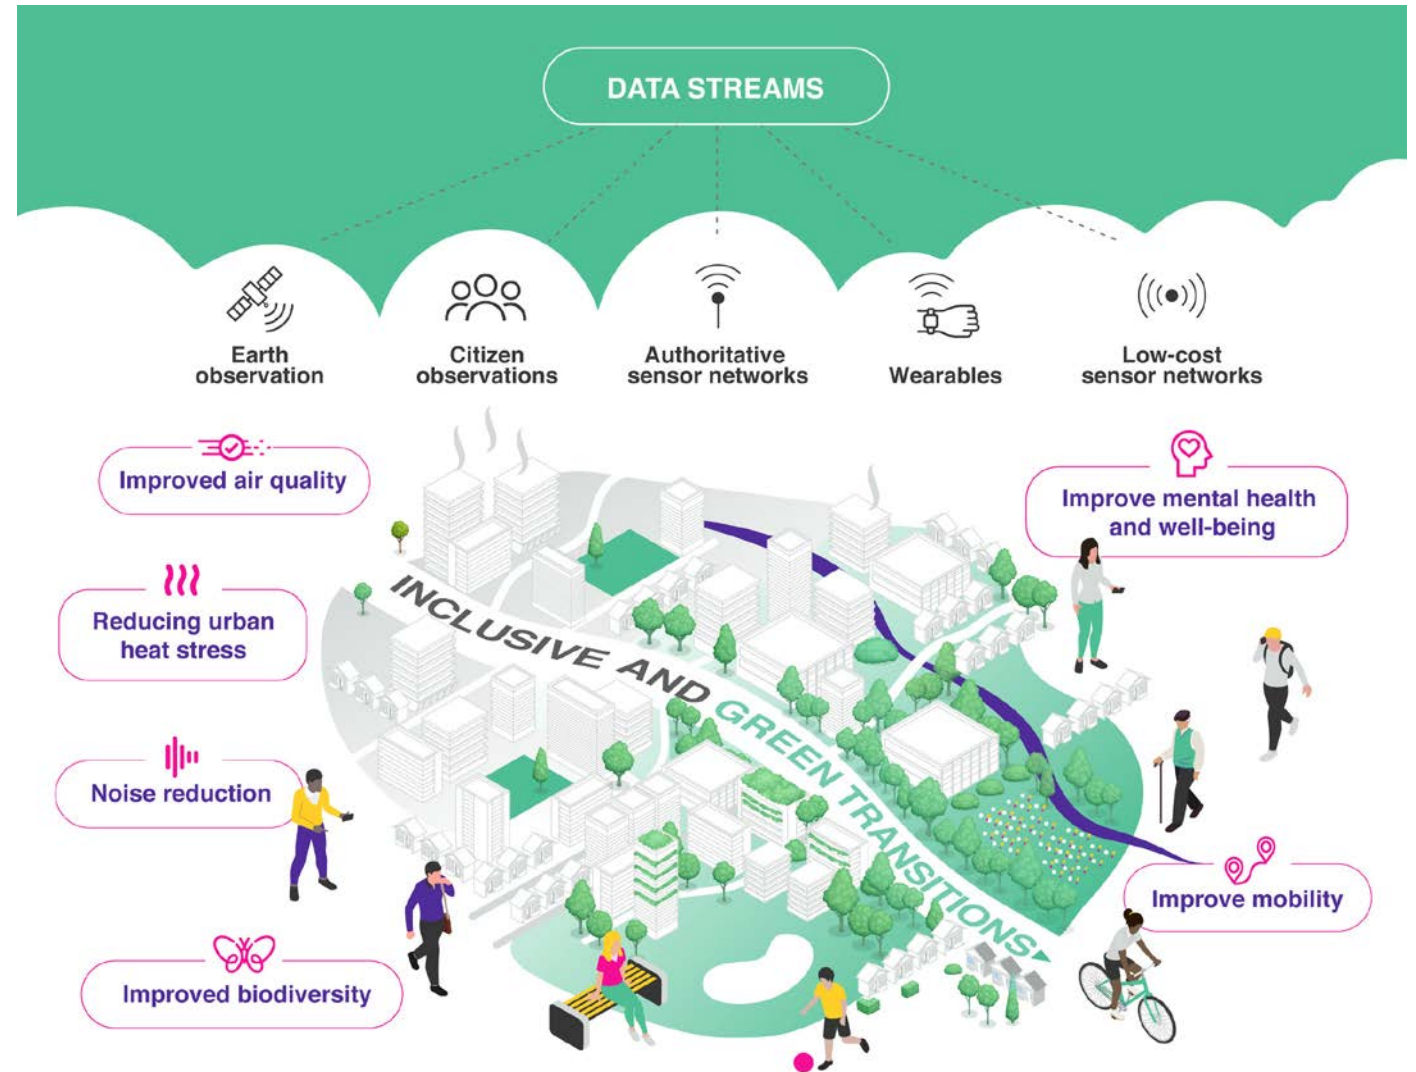 DATA STREAMS
Earth
observation
Citizen
observations
Authoritative
sensor networks
Wearables
Low-cost
sensor networks
Improved air quality
Improve mental health
and well-being
Reducing urban
heat stress
INCLUSIVE AND GREEN TRANSITIONS
Noise reduction
Improve mobility
Improved biodiversity